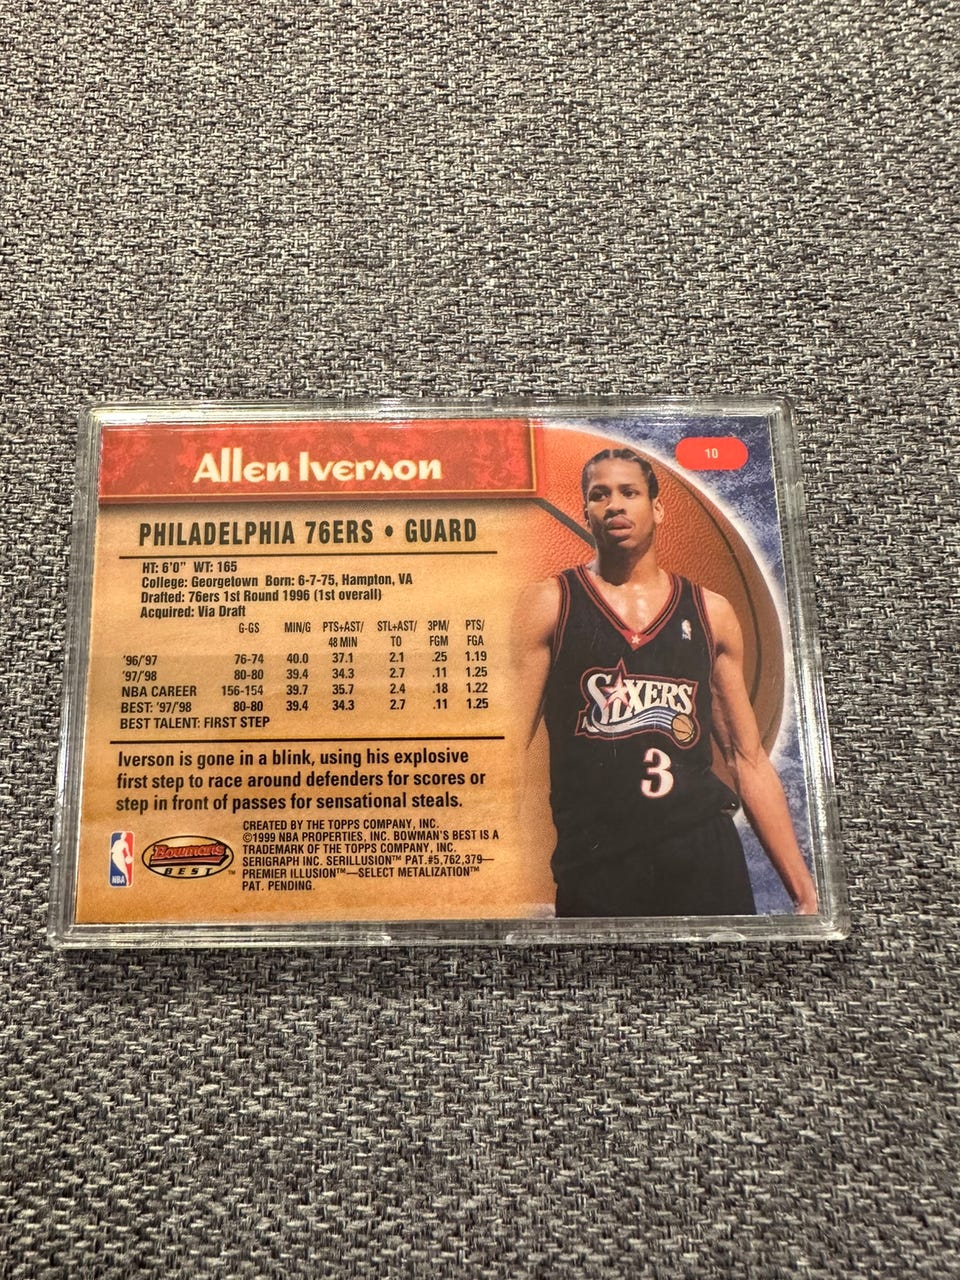 Allen Iverson
10
PHILADELPHIA 76ERS • GUARD
HT: 6'0" WT: 165
College: Georgetown Born: 6-7-75, Hampton, VA
Drafted: 76ers 1st Round 1996 (1st overall)
Acquired: Via Draft
G-GS MIN/G PTS+AST/ 48 MIN STL+AST/ TO 3PM/ FGM PTS/ FGA
'96/'97 76-74 40.0 37.1 2.1 .25 1.19
'97/'98 80-80 39.4 34.3 2.7 .11 1.25
NBA CAREER 156-154 39.7 35.7 2.4 .18 1.22
BEST: '97/'98 80-80 39.4 34.3 2.7 .11 1.25
BEST TALENT: FIRST STEP
Iverson is gone in a blink, using his explosive
first step to race around defenders for scores or
step in front of passes for sensational steals.
CREATED BY THE TOPPS COMPANY, INC.
©1999 NBA PROPERTIES, INC. BOWMAN'S BEST IS A
TRADEMARK OF THE TOPPS COMPANY, INC.
SERIGRAPH INC. SERILLUSION™ PAT.#5,762,379—
PREMIER ILLUSION™—SELECT METALIZATION™
PAT. PENDING.
NBA
Bowman's
BEST™
SIXERS
3